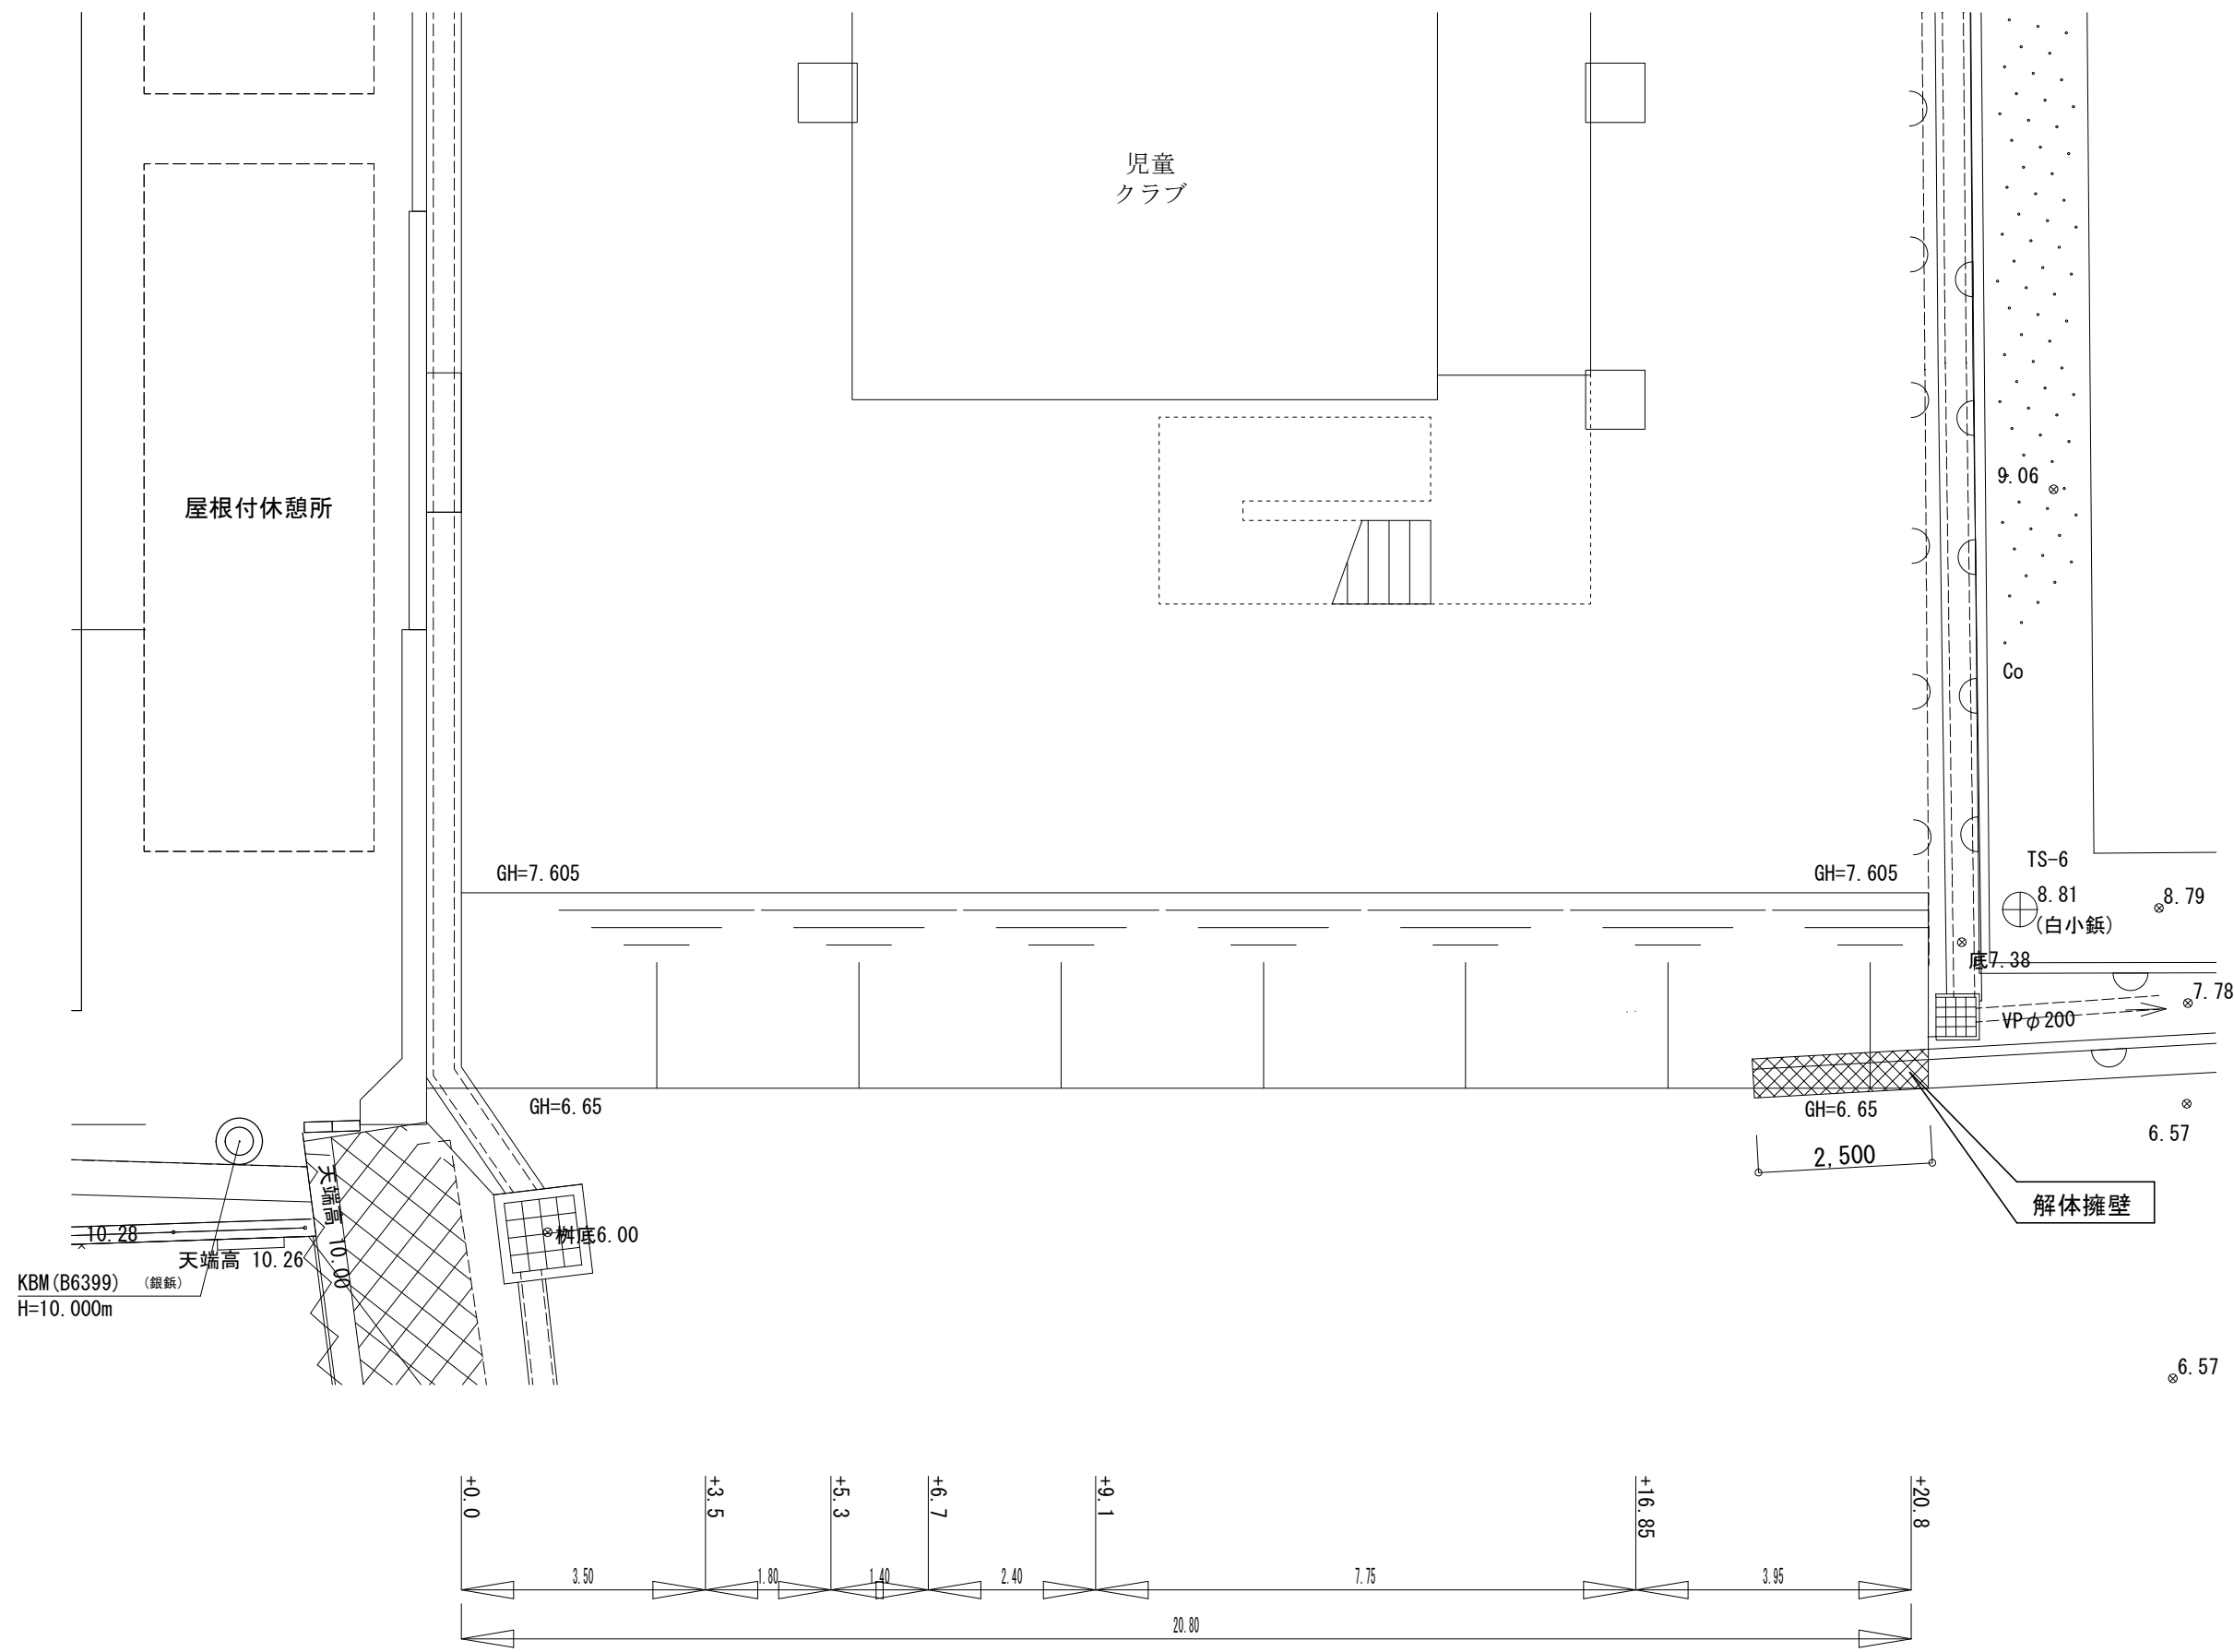 児童
クラブ
屋根付休憩所
9.06
Co
TS-6
8.81
(白小鋲)
8.79
底7.38
7.78
VPφ200
GH=7.605
GH=7.605
GH=6.65
GH=6.65
2,500
6.57
解体擁壁
6.57
天端高 10.00
桝底6.00
10.28
天端高 10.26
KBM(B6399) (銀鋲)
H=10.000m
+0.0
+3.5
+5.3
+6.7
+9.1
+16.85
+20.8
3.50
1.80
1.40
2.40
7.75
3.95
20.80